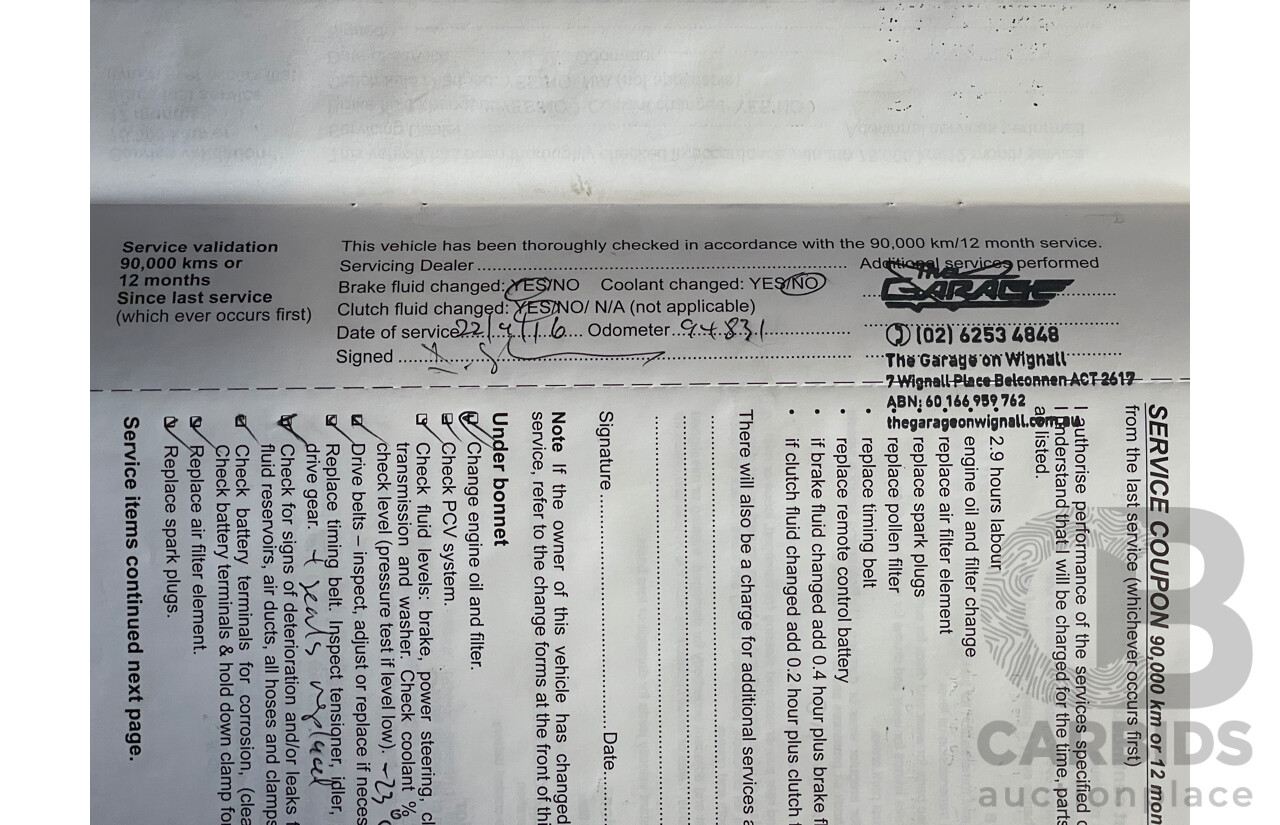 Service validation
90,000 kms or
12 months
Since last service
(which ever occurs first)
This vehicle has been thoroughly checked in accordance with the 90,000 km/12 month service.
Servicing Dealer
Additional services performed
Brake fluid changed: YES/NO Coolant changed: YES/NO
Clutch fluid changed: YES/NO/ N/A (not applicable)
Date of service Odometer 94831
Signed
The
GARAGE
(02) 6253 4848
The Garage on Wignall
7 Wignall Place Belconnen ACT 2617
ABN: 60 166 959 762
thegarageonwignall.com.au
SERVICE COUPON 90,000 km or 12 mon
from the last service (whichever occurs first)
I authorise performance of the services specified
I understand that I will be charged for the time, parts
as listed.
2.9 hours labour
engine oil and filter change
replace air filter element
replace spark plugs
• replace pollen filter
• replace timing belt
• replace remote control battery
• if brake fluid changed add 0.4 hour plus brake f
• if clutch fluid changed add 0.2 hour plus clutch f
There will also be a charge for additional services a
Signature Date
Note If the owner of this vehicle has changed
service, refer to the change forms at the front of thi
Under bonnet
Change engine oil and filter.
Check PCV system.
Check fluid levels: brake, power steering, cl
transmission and washer. Check coolant %
check level (pressure test if level low). -23
Drive belts – inspect, adjust or replace if neces
Replace timing belt. Inspect tensigner, idler,
drive gear. + seals replaced
Check for signs of deterioration and/or leaks f
fluid reservoirs, air ducts, all hoses and clamps
Check battery terminals for corrosion, (clea
Check battery terminals & hold down clamp for
Replace air filter element.
Replace spark plugs.
Service items continued next page.
CARBIDS
auctionplace